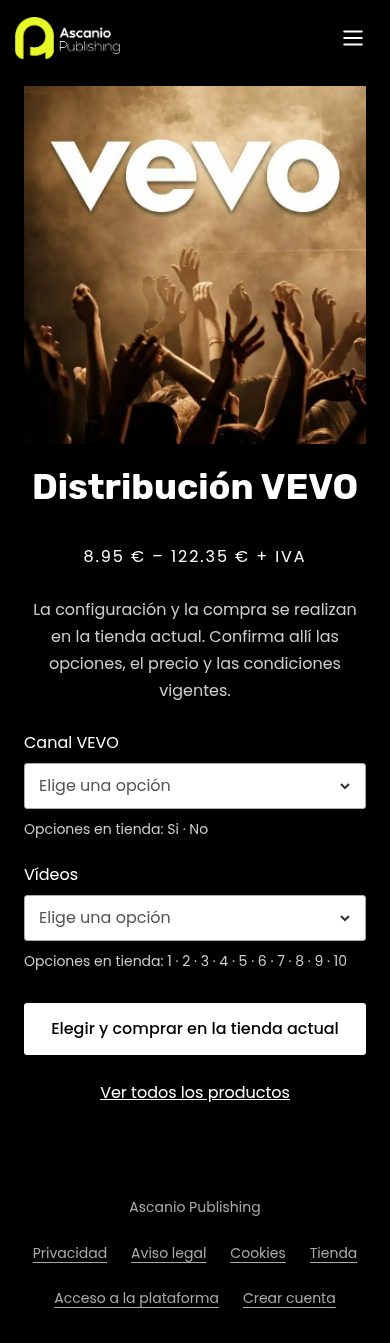 Ascanio
Publishing
vevo
Distribución VEVO
8.95 € – 122.35 € + IVA
La configuración y la compra se realizan
en la tienda actual. Confirma allí las
opciones, el precio y las condiciones
vigentes.
Canal VEVO
Elige una opción
Opciones en tienda: Si · No
Vídeos
Elige una opción
Opciones en tienda: 1 · 2 · 3 · 4 · 5 · 6 · 7 · 8 · 9 · 10
Elegir y comprar en la tienda actual
Ver todos los productos
Ascanio Publishing
Privacidad Aviso legal Cookies Tienda
Acceso a la plataforma Crear cuenta